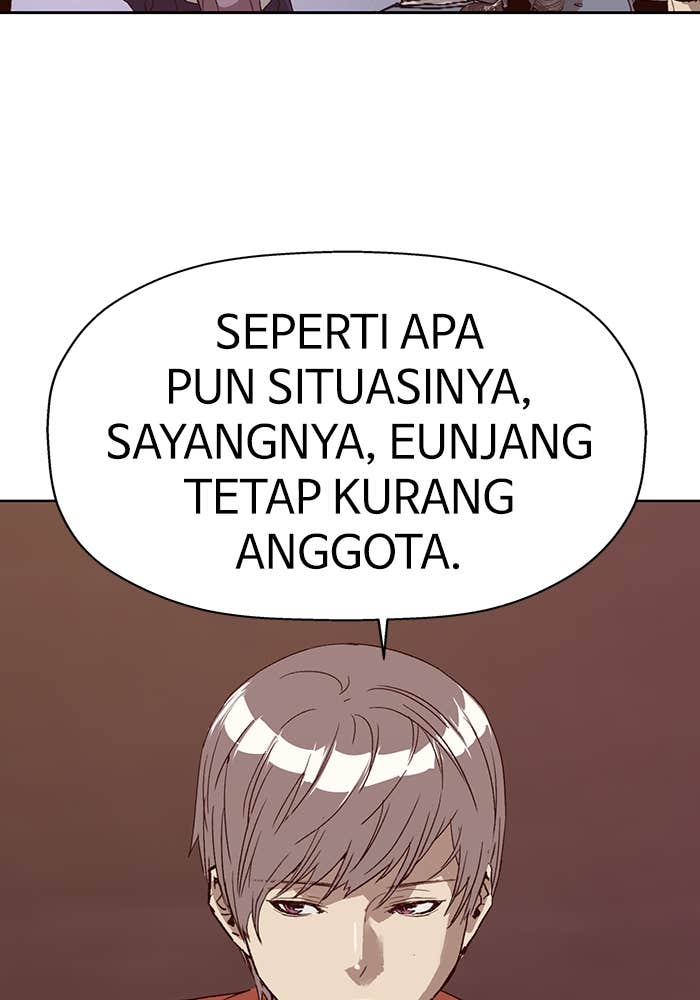 SEPERTI APA
PUN SITUASINYA,
SAYANGNYA, EUNJANG
TETAP KURANG
ANGGOTA.